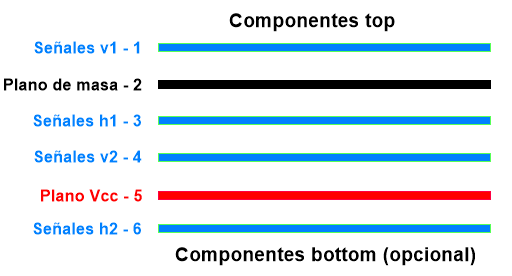 Componentes top
Señales v1 - 1
Plano de masa - 2
Señales h1 - 3
Señales v2 - 4
Plano Vcc - 5
Señales h2 - 6
Componentes bottom (opcional)